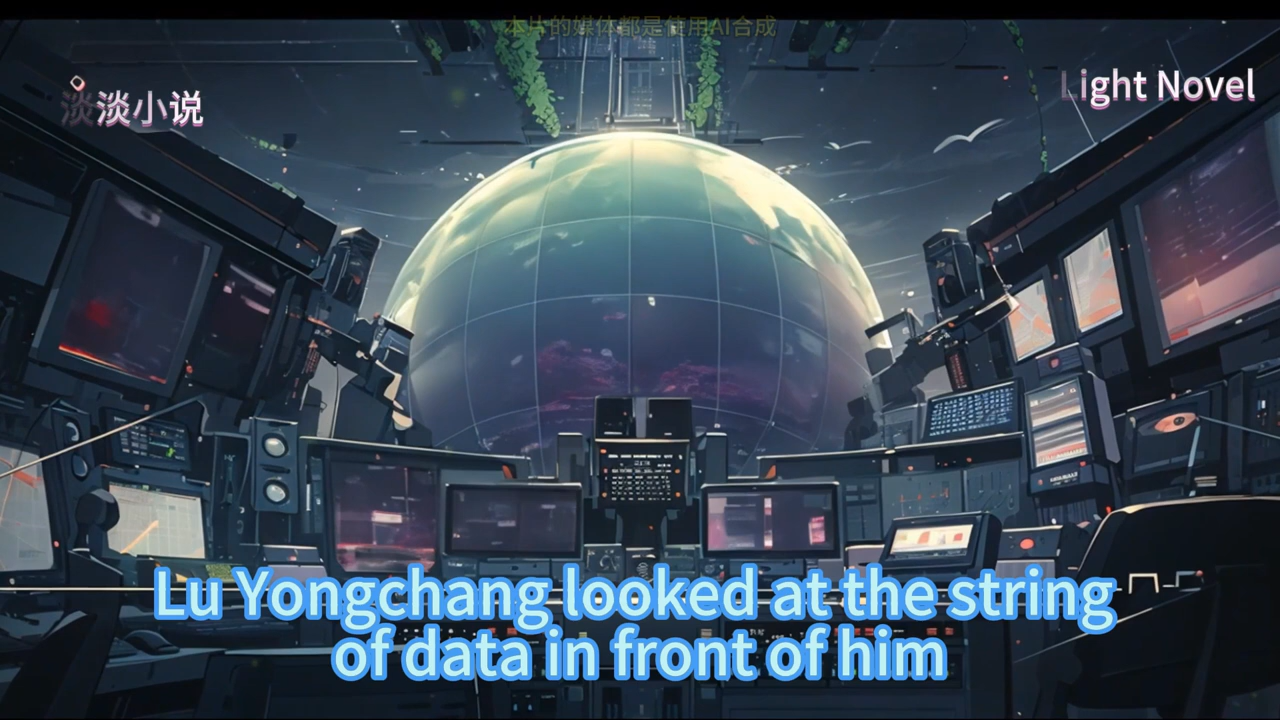 本片的媒体都是使用AI合成
淡淡小说
Light Novel
Lu Yongchang looked at the string
of data in front of him